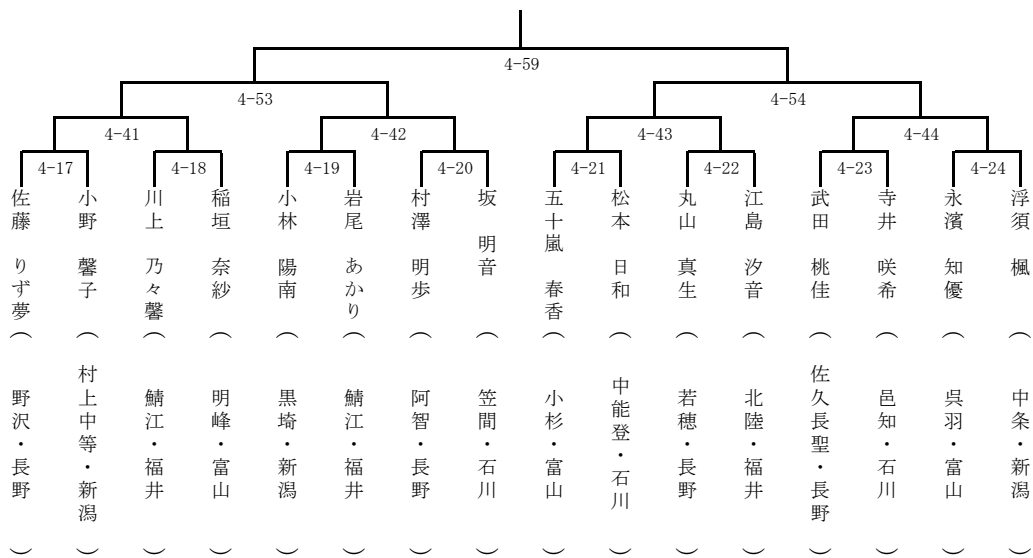 4-59
4-53
4-54
4-41
4-42
4-43
4-44
4-17
4-18
4-19
4-20
4-21
4-22
4-23
4-24
佐藤 りず夢 (野沢・長野)
小野 馨子 (村上中等・新潟)
川上 乃々馨 (鯖江・福井)
稲垣 奈紗 (明峰・富山)
小林 陽南 (黒埼・新潟)
岩尾 あかり (鯖江・福井)
村澤 明歩 (阿智・長野)
坂 明音 (笠間・石川)
五十嵐 春香 (小杉・富山)
松本 日和 (中能登・石川)
丸山 真生 (若穂・長野)
江島 汐音 (北陸・福井)
武田 桃佳 (佐久長聖・長野)
寺井 咲希 (邑知・石川)
永濱 知優 (呉羽・富山)
浮須 楓 (中条・新潟)